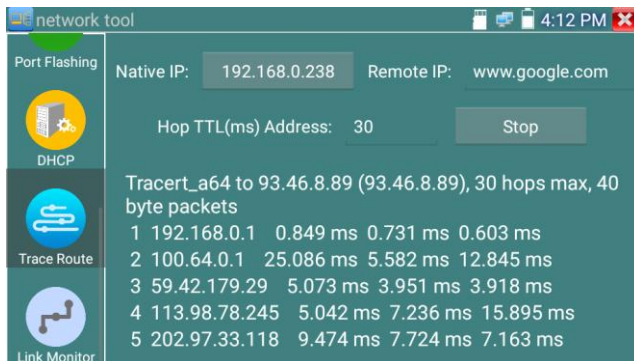 network tool
4:12 PM
Port Flashing
Native IP: 192.168.0.238 Remote IP: www.google.com
Hop TTL(ms) Address: 30 Stop
DHCP
Tracert_a64 to 93.46.8.89 (93.46.8.89), 30 hops max, 40
byte packets
1 192.168.0.1 0.849 ms 0.731 ms 0.603 ms
Trace Route
2 100.64.0.1 25.086 ms 5.582 ms 12.845 ms
3 59.42.179.29 5.073 ms 3.951 ms 3.918 ms
4 113.98.78.245 5.042 ms 7.236 ms 15.895 ms
5 202.97.33.118 9.474 ms 7.724 ms 7.163 ms
Link Monitor